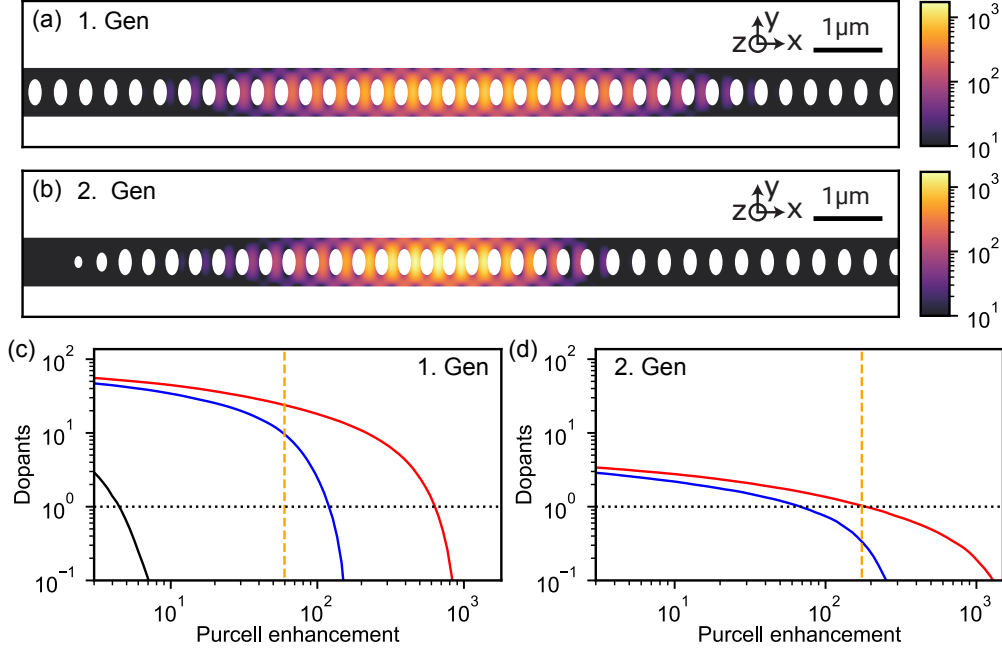 (a) 1. Gen
y
z x
1μm
10³
10²
10¹
(b) 2. Gen
y
z x
1μm
10³
10²
10¹
(c)
1. Gen
Dopants
10²
10¹
10⁰
10⁻¹
10¹ 10² 10³
Purcell enhancement
(d)
2. Gen
Dopants
10²
10¹
10⁰
10⁻¹
10¹ 10² 10³
Purcell enhancement